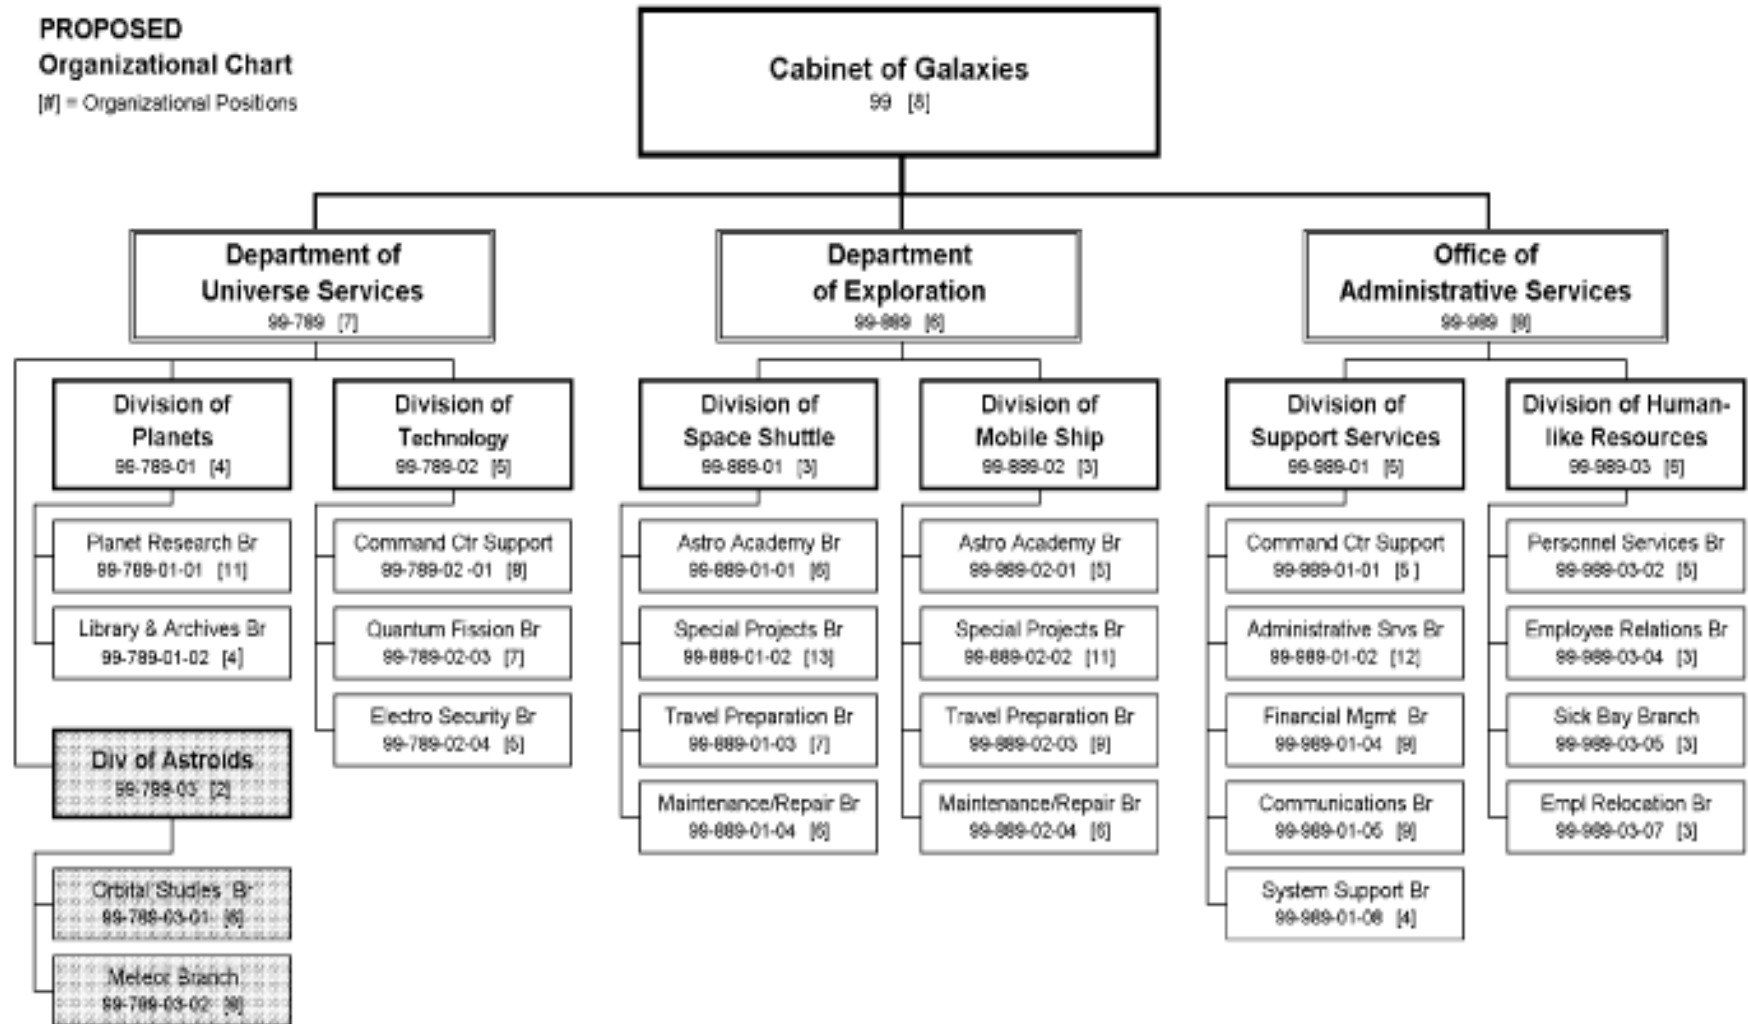 PROPOSED
Organizational Chart
[#] = Organizational Positions
Cabinet of Galaxies
99 [8]
Department of
Universe Services
99-789 [7]
Department
of Exploration
99-889 [6]
Office of
Administrative Services
99-989 [8]
Division of
Planets
99-789-01 [4]
Division of
Technology
99-789-02 [5]
Division of
Space Shuttle
99-889-01 [3]
Division of
Mobile Ship
99-889-02 [3]
Division of
Support Services
99-989-01 [5]
Division of Human-
like Resources
99-989-03
Planet Research Br
99-789-01-01 [11]
Library & Archives Br
99-789-01-02 [4]
Div of Astroids
99-789-03 [2]
Orbital Studies Br
99-789-03-01 [6]
Meteor Branch
99-789-03-02
Command Ctr Support
99-789-02 -01 [8]
Quantum Fission Br
99-789-02-03 [7]
Electro Security Br
99-789-02-04 [5]
Astro Academy Br
99-889-01-01 [6]
Special Projects Br
99-889-01-02 [13]
Travel Preparation Br
99-889-01-03 [7]
Maintenance/Repair Br
99-889-01-04 [6]
Astro Academy Br
99-889-02-01 [5]
Special Projects Br
99-889-02-02 [11]
Travel Preparation Br
99-889-02-03 [9]
Maintenance/Repair Br
99-889-02-04 [6]
Command Ctr Support
99-989-01-01 [5 ]
Administrative Srvs Br
99-989-01-02 [12]
Financial Mgmt Br
99-989-01-04 [9]
Communications Br
99-989-01-05 [9]
System Support Br
99-989-01-08 [4]
Personnel Services Br
99-989-03-02 [5]
Employee Relations Br
99-989-03-04 [3]
Sick Bay Branch
99-989-03-05 [3]
Empl Relocation Br
99-989-03-07 [3]